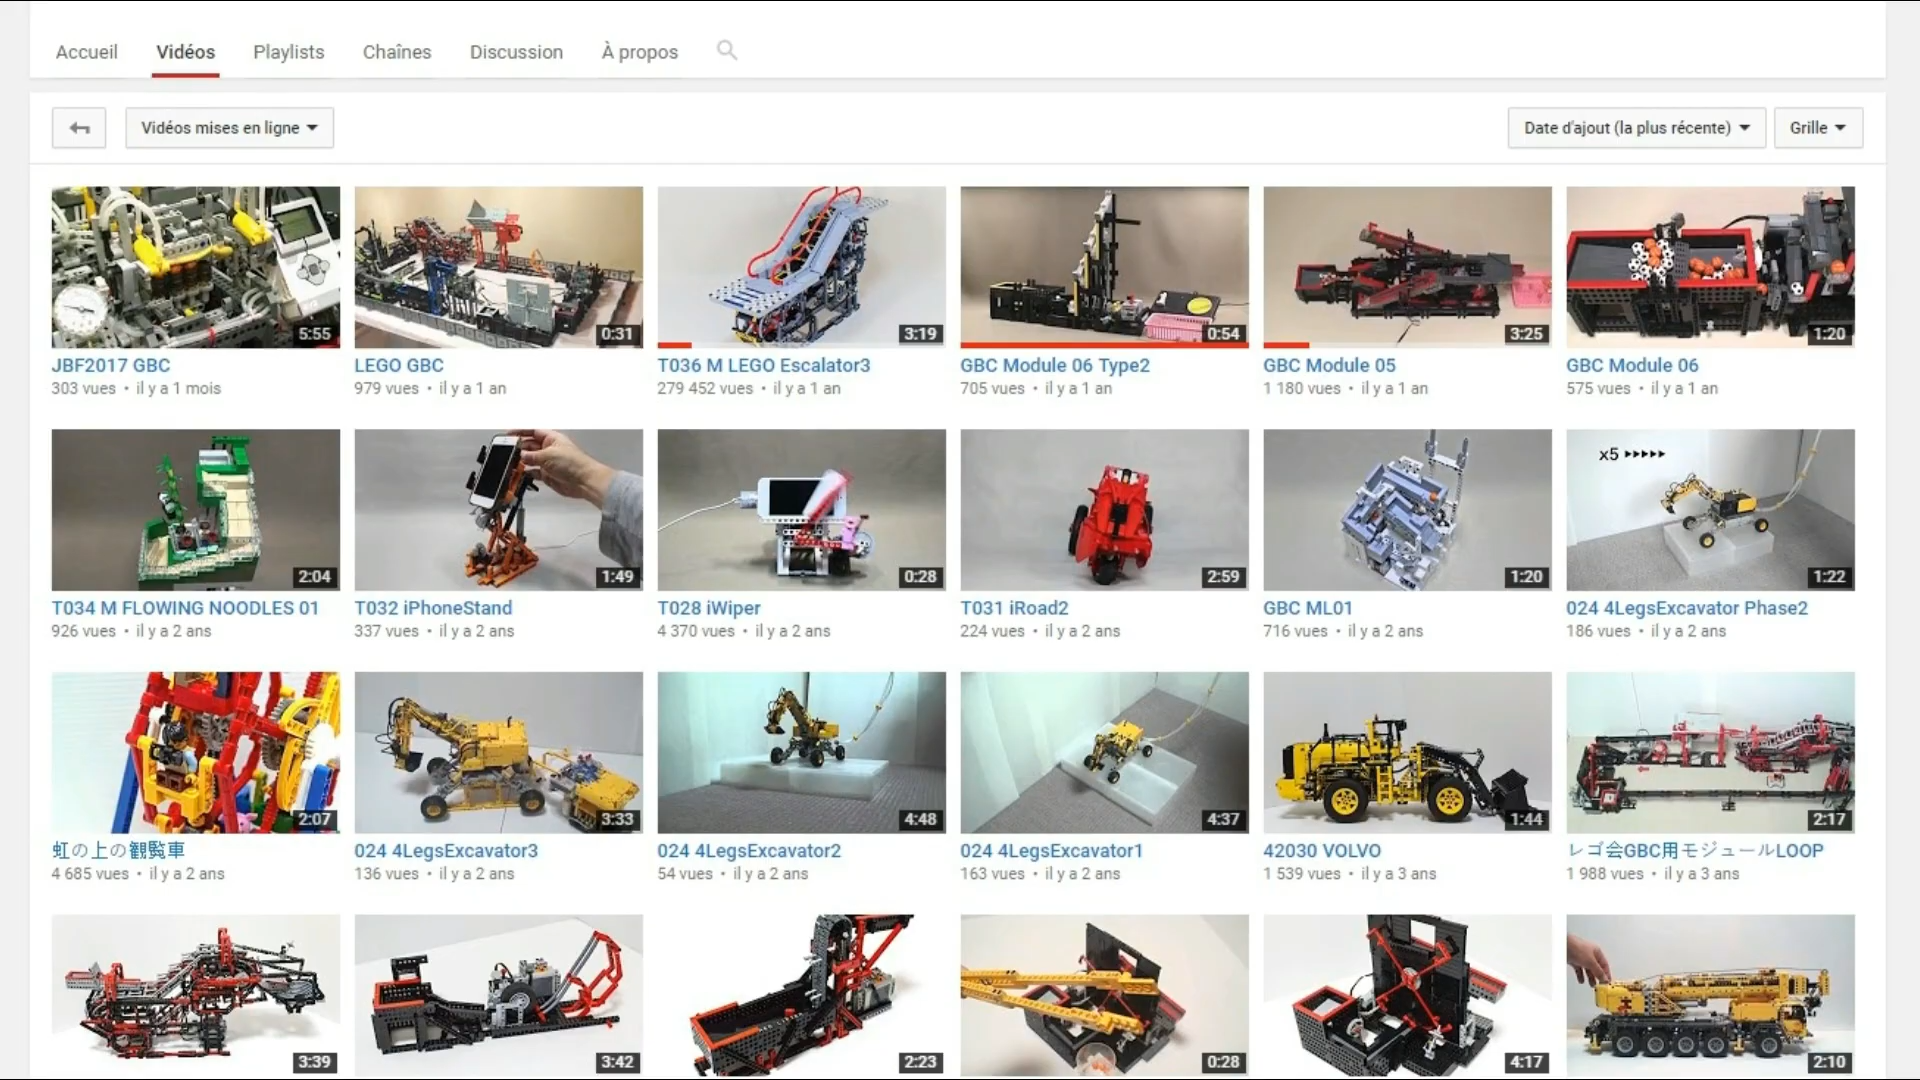 Accueil Vidéos Playlists Chaînes Discussion À propos
Vidéos mises en ligne Date d'ajout (la plus récente) Grille
5:55 0:31 3:19 0:54 3:25 1:20
JBF2017 GBC LEGO GBC T036 M LEGO Escalator3 GBC Module 06 Type2 GBC Module 05 GBC Module 06
303 vues • il y a 1 mois 979 vues • il y a 1 an 279 452 vues • il y a 1 an 705 vues • il y a 1 an 1 180 vues • il y a 1 an 575 vues • il y a 1 an
x5
2:04 1:49 0:28 2:59 1:20 1:22
T034 M FLOWING NOODLES 01 T032 iPhoneStand T028 iWiper T031 iRoad2 GBC ML01 024 4LegsExcavator Phase2
926 vues • il y a 2 ans 337 vues • il y a 2 ans 4 370 vues • il y a 2 ans 224 vues • il y a 2 ans 716 vues • il y a 2 ans 186 vues • il y a 2 ans
2:07 3:33 4:48 4:37 1:44 2:17
虹の上の観覧車 024 4LegsExcavator3 024 4LegsExcavator2 024 4LegsExcavator1 42030 VOLVO レゴ会GBC用モジュールLOOP
4 685 vues • il y a 2 ans 136 vues • il y a 2 ans 54 vues • il y a 2 ans 163 vues • il y a 2 ans 1 539 vues • il y a 3 ans 1 988 vues • il y a 3 ans
3:39 3:42 2:23 0:28 4:17 2:10